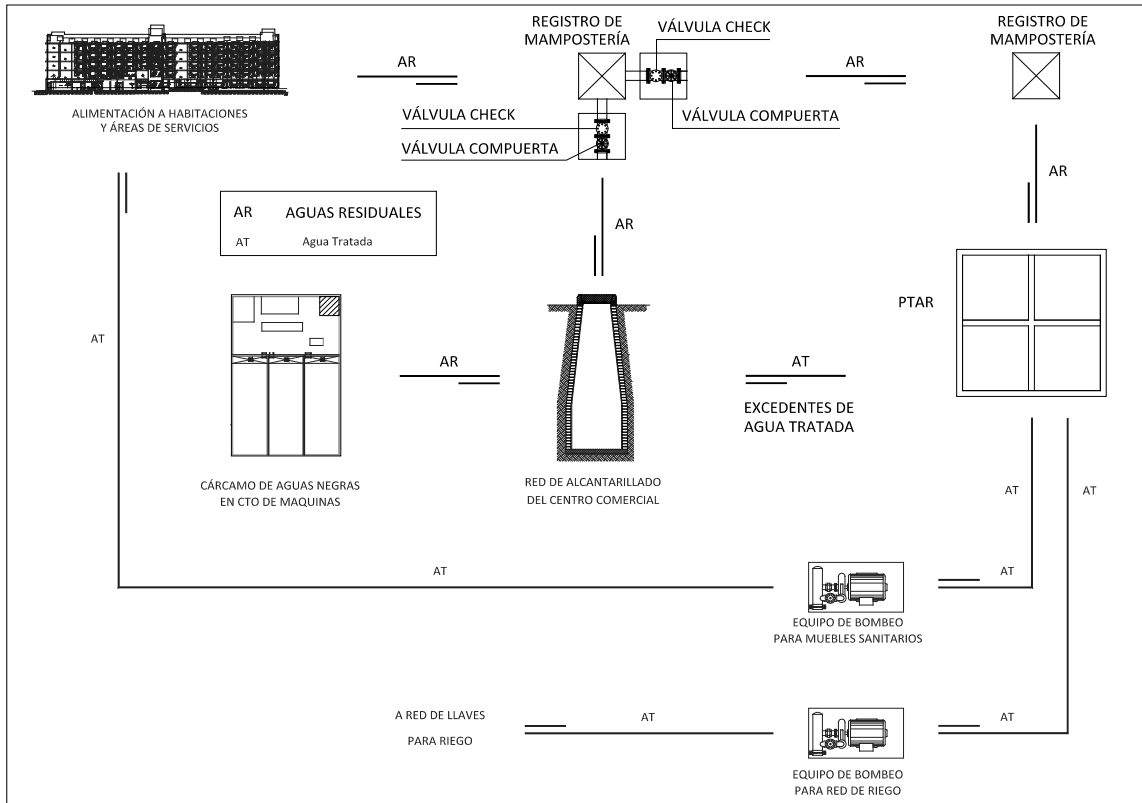 REGISTRO DE
MAMPOSTERÍA
VÁLVULA CHECK
REGISTRO DE
MAMPOSTERÍA
AR
AR
ALIMENTACIÓN A HABITACIONES
Y ÁREAS DE SERVICIOS
VÁLVULA CHECK
VÁLVULA COMPUERTA
VÁLVULA COMPUERTA
AR
AR AGUAS RESIDUALES
AT Agua Tratada
AR
PTAR
AT
AR
AT
EXCEDENTES DE
AGUA TRATADA
CÁRCAMO DE AGUAS NEGRAS
EN CTO DE MAQUINAS
RED DE ALCANTARILLADO
DEL CENTRO COMERCIAL
AT
AT
AT
AT
EQUIPO DE BOMBEO
PARA MUEBLES SANITARIOS
A RED DE LLAVES
PARA RIEGO
AT
AT
EQUIPO DE BOMBEO
PARA RED DE RIEGO